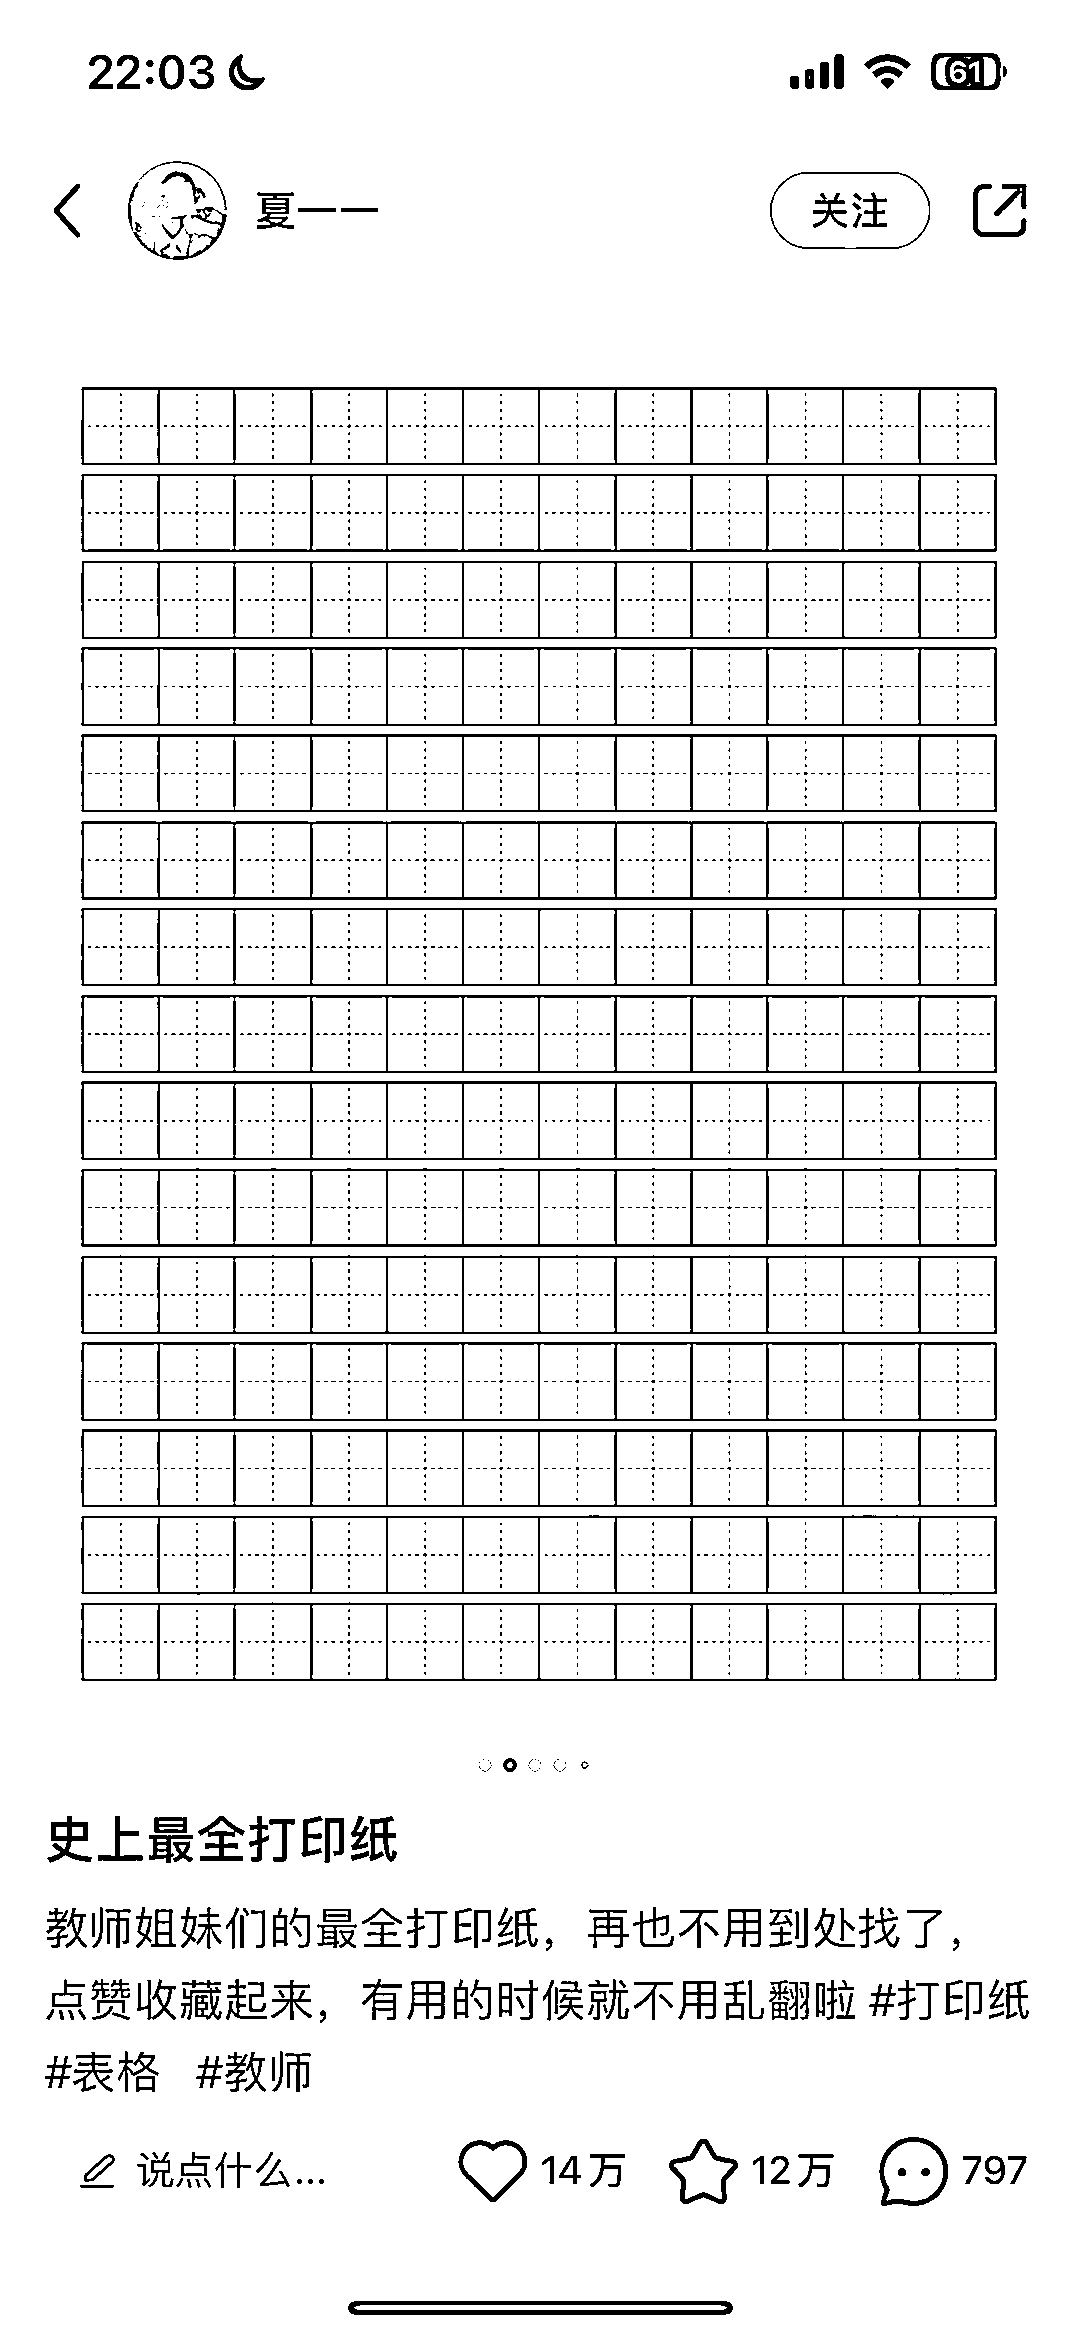 22:03
61
夏一一
关注
史上最全打印纸
教师姐妹们的最全打印纸，再也不用到处找了，
点赞收藏起来，有用的时候就不用乱翻啦 #打印纸
#表格 #教师
说点什么... 14万 12万 797